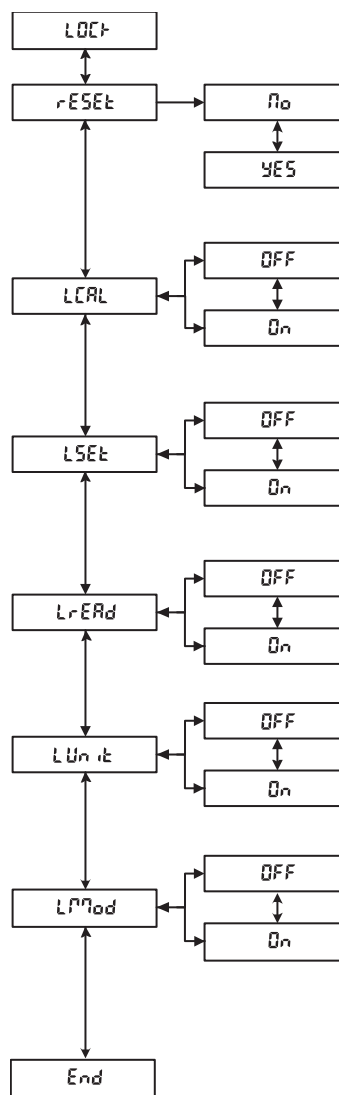 LOCk
rESEt
No
YES
LCAL
OFF
On
LSEt
OFF
On
LrEAd
OFF
On
LUnit
OFF
On
LMod
OFF
On
End